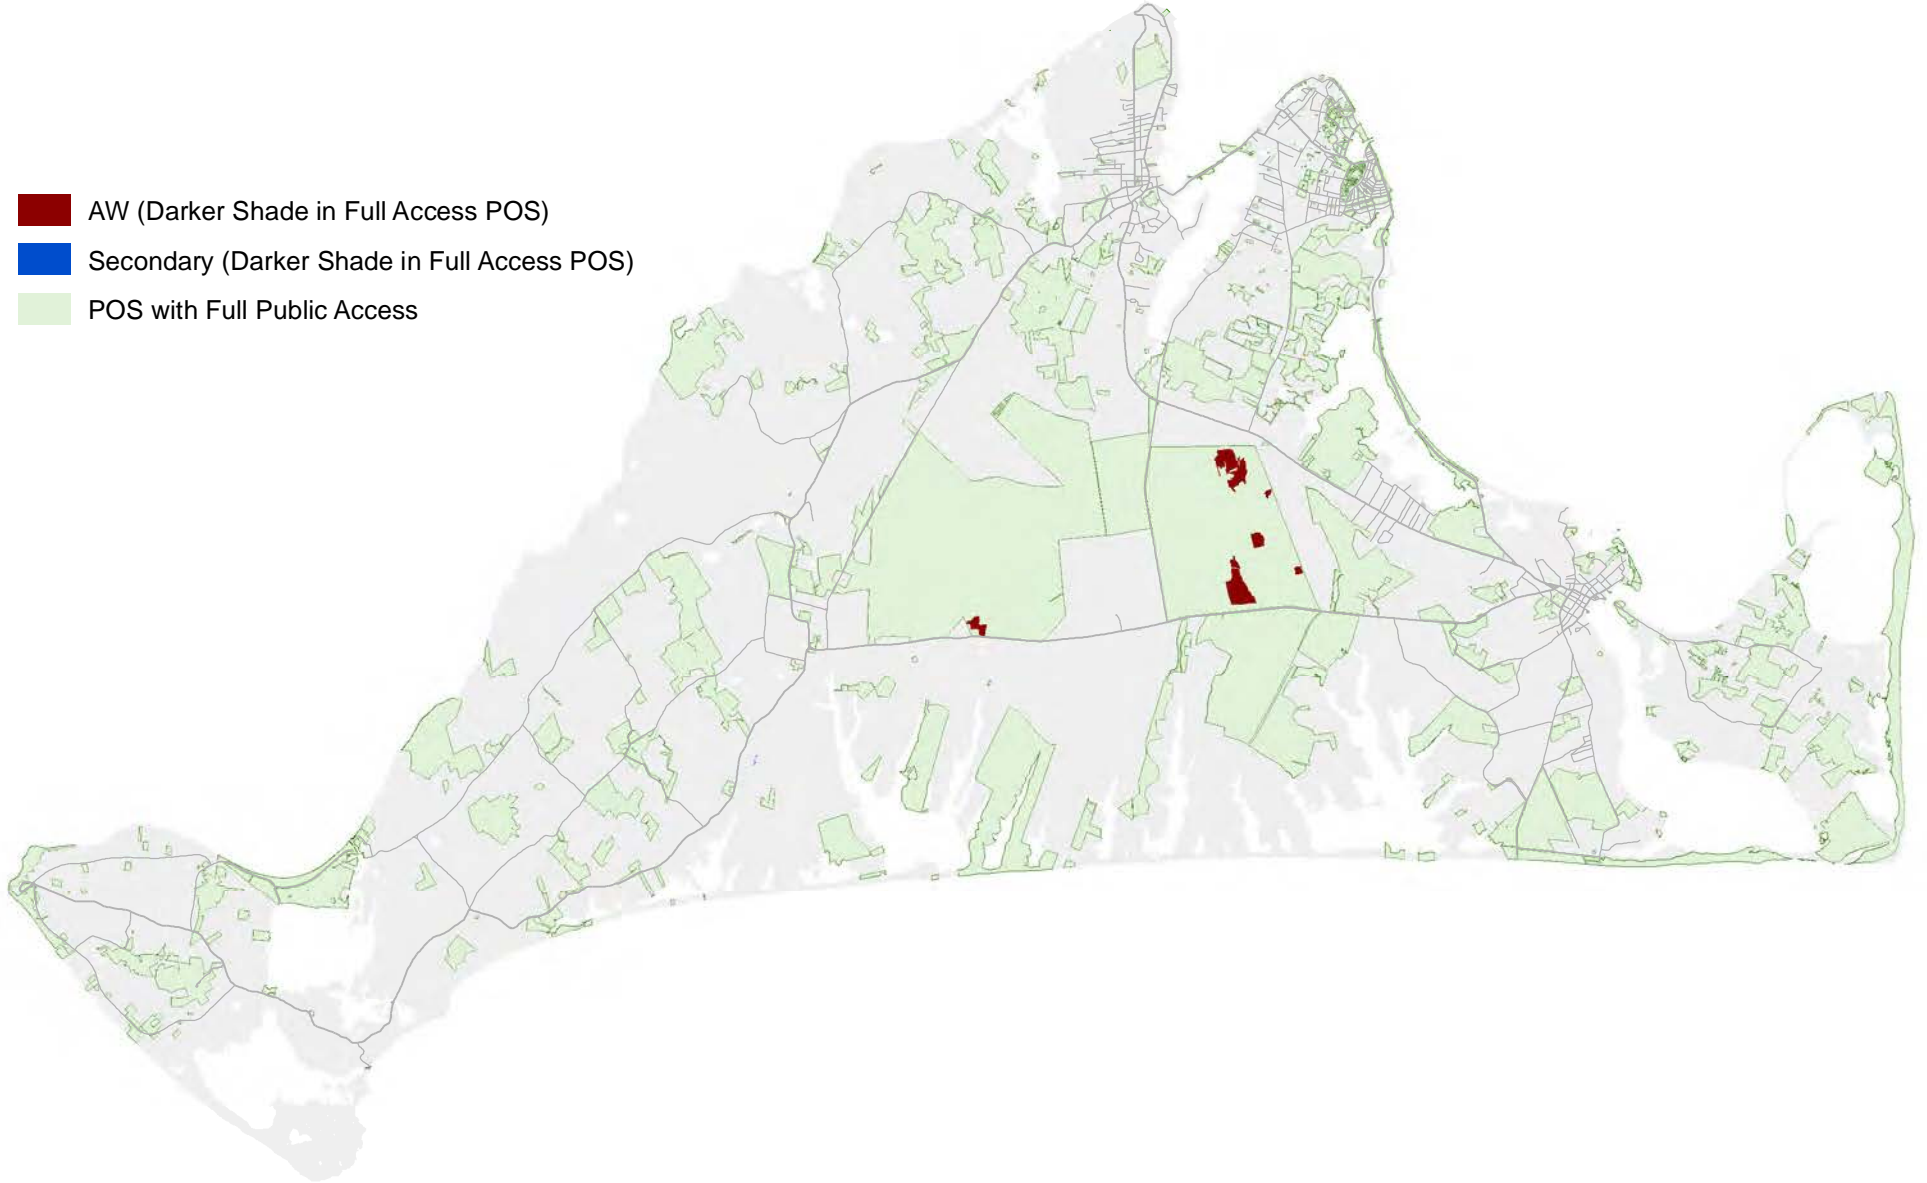 AW (Darker Shade in Full Access POS)
Secondary (Darker Shade in Full Access POS)
POS with Full Public Access